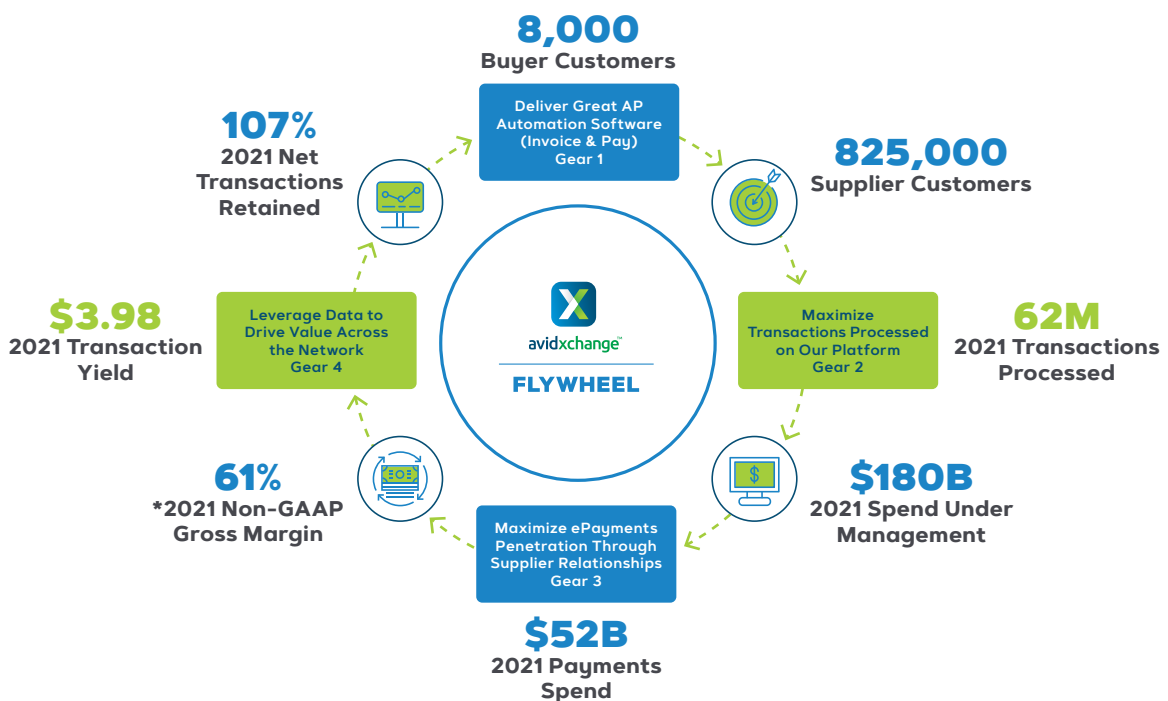 8,000
Buyer Customers
Deliver Great AP
Automation Software
(Invoice & Pay)
Gear 1
825,000
Supplier Customers
Maximize
Transactions Processed
on Our Platform
Gear 2
62M
2021 Transactions
Processed
$
$180B
2021 Spend Under
Management
Maximize ePayments
Penetration Through
Supplier Relationships
Gear 3
$52B
2021 Payments
Spend
61%
*2021 Non-GAAP
Gross Margin
Leverage Data to
Drive Value Across
the Network
Gear 4
$3.98
2021 Transaction
Yield
107%
2021 Net
Transactions
Retained
X
avidxchange™
FLYWHEEL